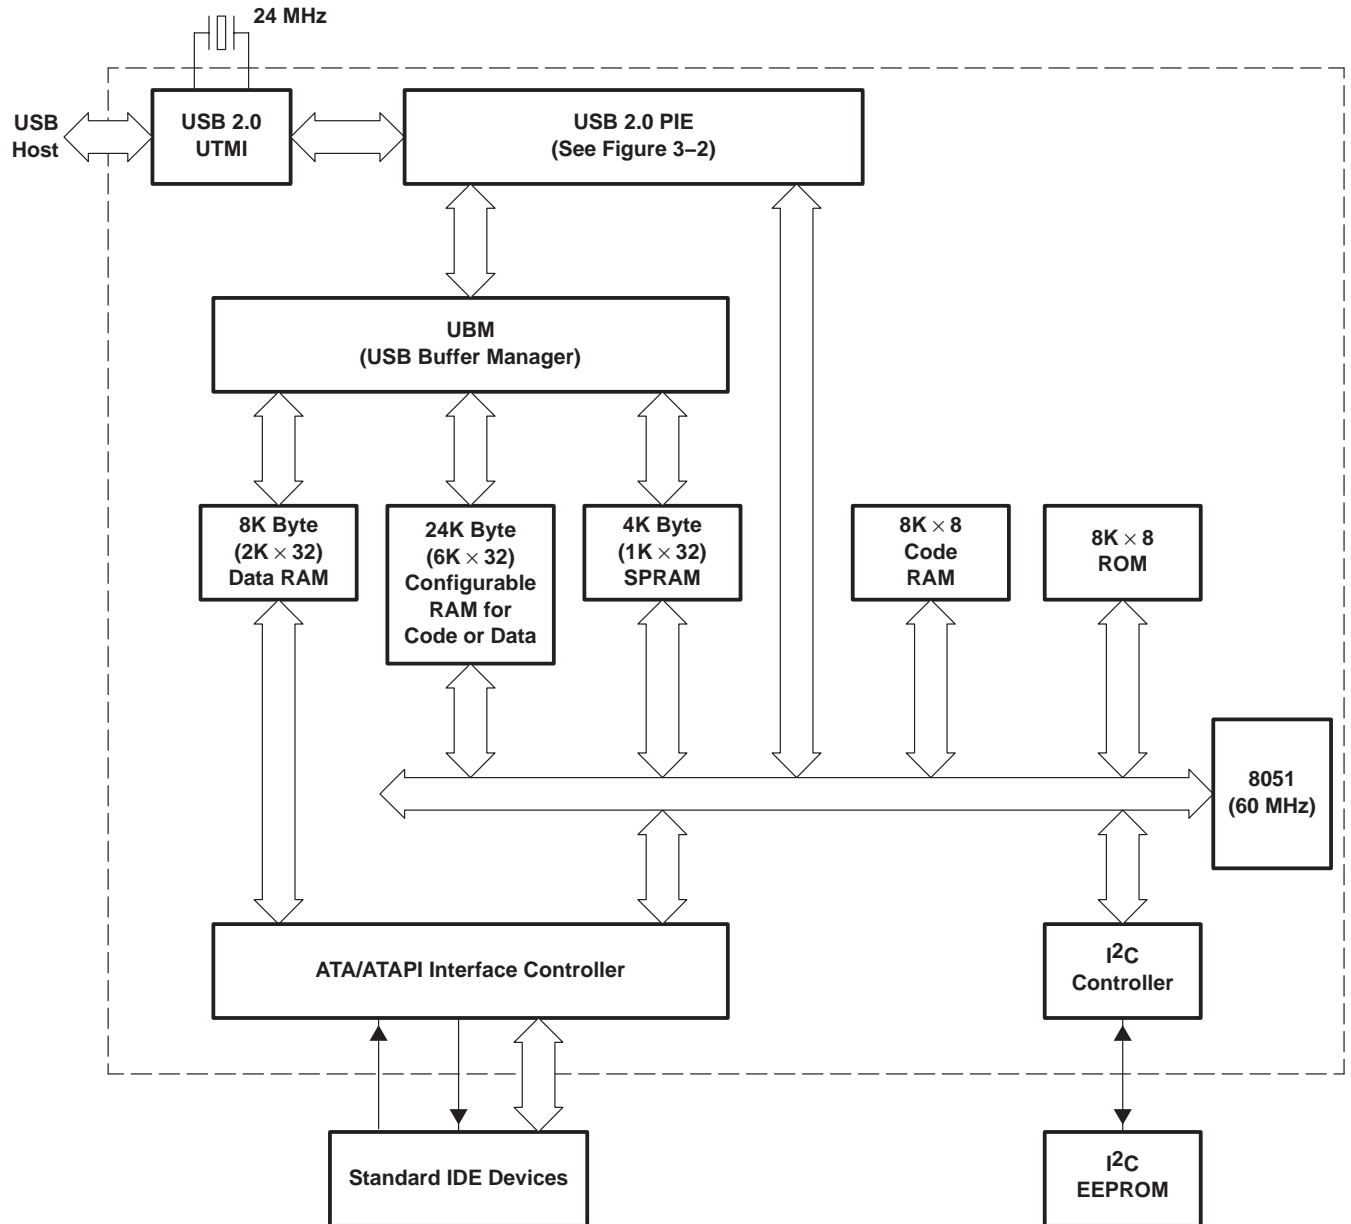 24 MHz
USB
Host
USB 2.0
UTMI
USB 2.0 PIE
(See Figure 3–2)
UBM
(USB Buffer Manager)
8K Byte
(2K × 32)
Data RAM
24K Byte
(6K × 32)
Configurable
RAM for
Code or Data
4K Byte
(1K × 32)
SPRAM
8K × 8
Code
RAM
8K × 8
ROM
8051
(60 MHz)
ATA/ATAPI Interface Controller
I²C
Controller
Standard IDE Devices
I²C
EEPROM